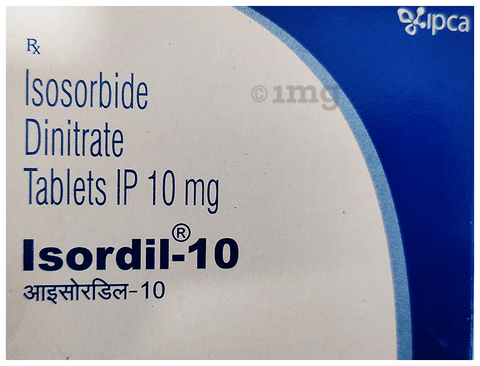 ipca
Rx
Isosorbide
©1mg
Dinitrate
Tablets IP 10 mg
Isordil®-10
आइसोरडिल-10